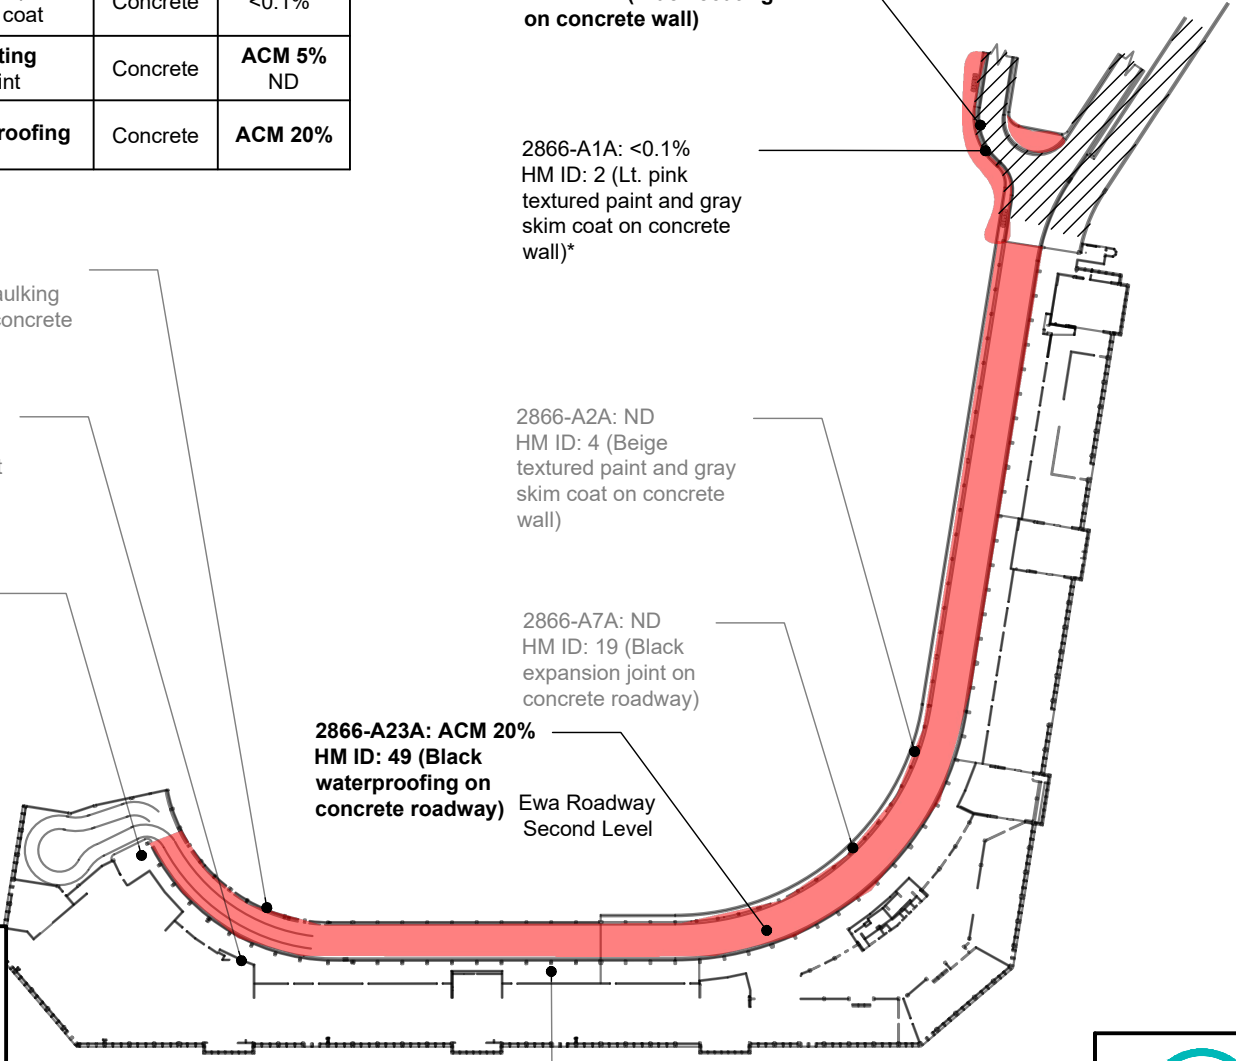 coat
Concrete
<0.1%
on concrete wall)
ting
int
Concrete
ACM 5%
ND
roofing
Concrete
ACM 20%
2866-A1A: <0.1%
HM ID: 2 (Lt. pink
textured paint and gray
skim coat on concrete
wall)*
aulking
concrete
2866-A2A: ND
HM ID: 4 (Beige
textured paint and gray
skim coat on concrete
wall)
t
2866-A7A: ND
HM ID: 19 (Black
expansion joint on
concrete roadway)
2866-A23A: ACM 20%
HM ID: 49 (Black
waterproofing on
concrete roadway)
Ewa Roadway
Second Level